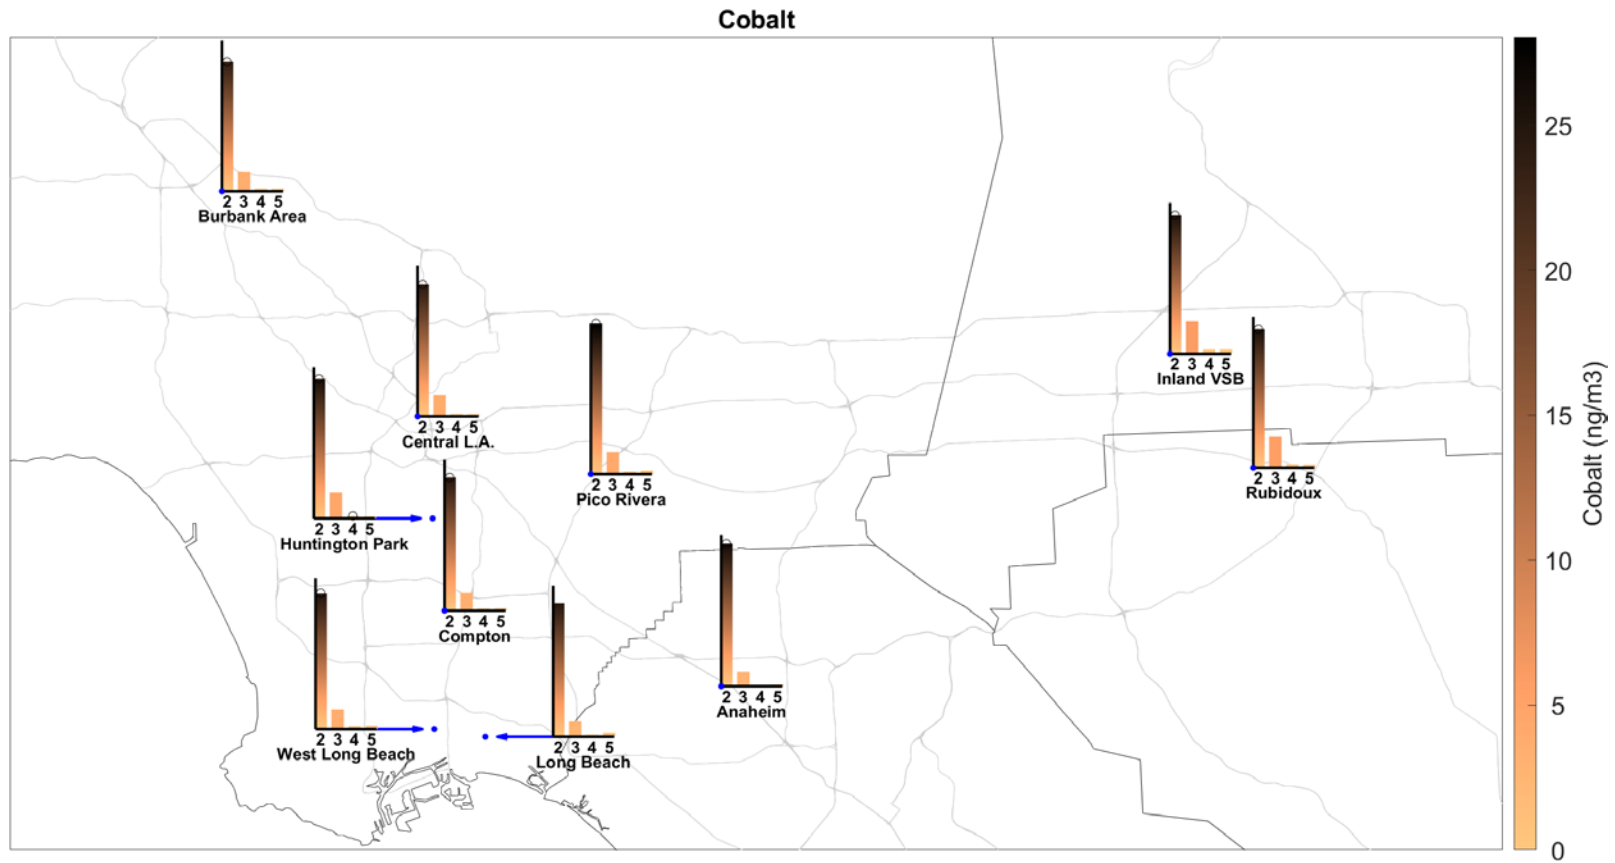 Cobalt
2 3 4 5
Burbank Area
2 3 4 5
Inland VSB
2 3 4 5
Central L.A.
2 3 4 5
Pico Rivera
2 3 4 5
Rubidoux
2 3 4 5
Huntington Park
2 3 4 5
Compton
2 3 4 5
Anaheim
2 3 4 5
West Long Beach
2 3 4 5
Long Beach
25
20
15
10
5
0
Cobalt (ng/m3)